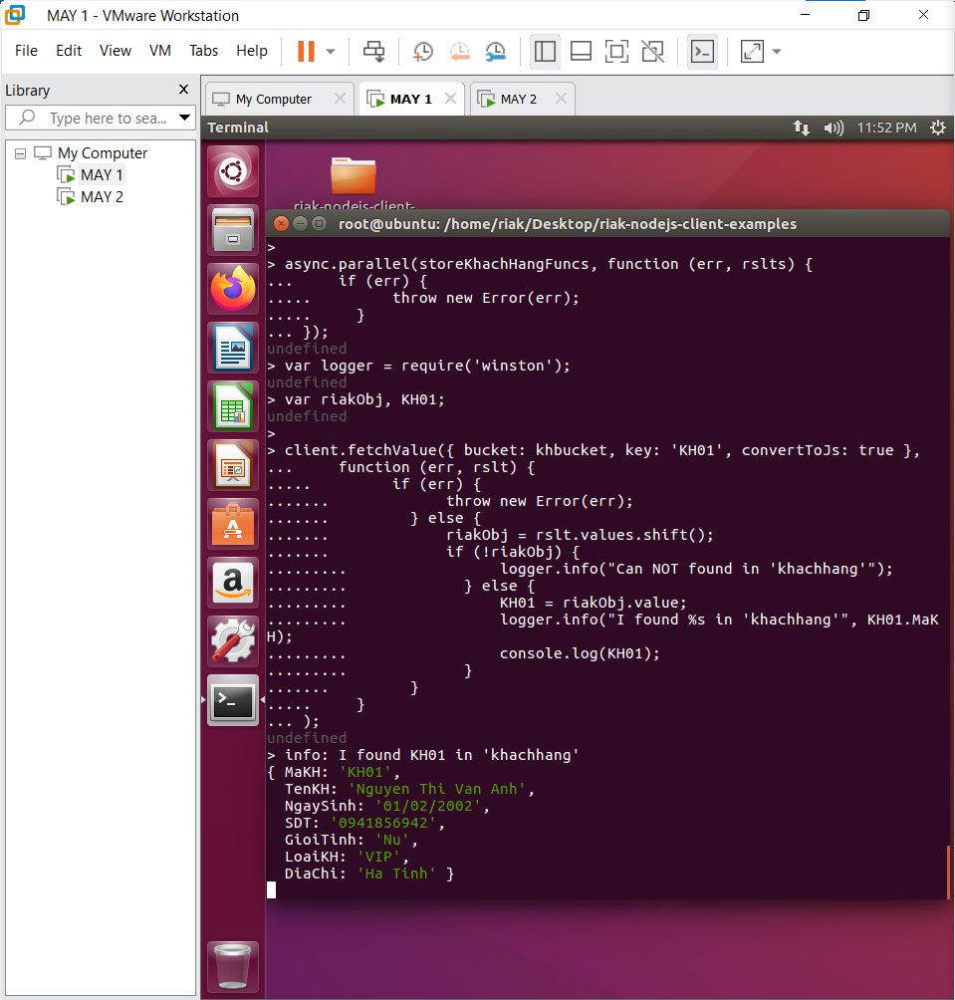 MAY 1 - VMware Workstation
File Edit View VM Tabs Help
Library
Type here to sea...
My Computer
MAY 1
MAY 2
My Computer MAY 1 MAY 2
Terminal 11:52 PM
riak-nodejs-client-
root@ubuntu: /home/riak/Desktop/riak-nodejs-client-examples
>
> async.parallel(storeKhachHangFuncs, function (err, rslts) {
...     if (err) {
.....         throw new Error(err);
.....     }
... });
undefined
> var logger = require('winston');
undefined
> var riakObj, KH01;
undefined
>
> client.fetchValue({ bucket: khbucket, key: 'KH01', convertToJs: true },
...     function (err, rslt) {
.....         if (err) {
.......             throw new Error(err);
.......         } else {
.......             riakObj = rslt.values.shift();
.......             if (!riakObj) {
.........                 logger.info("Can NOT found in 'khachhang'");
.........             } else {
.........                 KH01 = riakObj.value;
.........                 logger.info("I found %s in 'khachhang'", KH01.MaK
H);
.........                 console.log(KH01);
.........             }
.......         }
.....     }
... );
undefined
> info: I found KH01 in 'khachhang'
{ MaKH: 'KH01',
  TenKH: 'Nguyen Thi Van Anh',
  NgaySinh: '01/02/2002',
  SDT: '0941856942',
  GioiTinh: 'Nu',
  LoaiKH: 'VIP',
  DiaChi: 'Ha Tinh' }